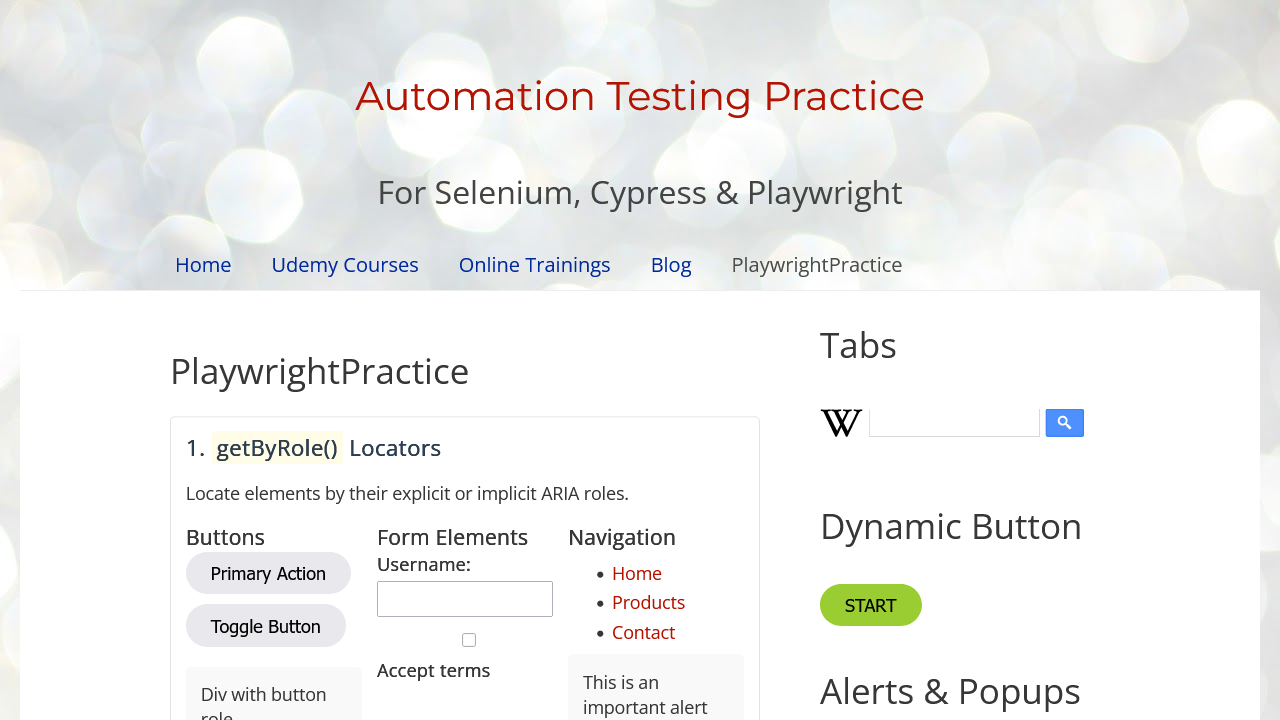 Automation Testing Practice
For Selenium, Cypress & Playwright
Home Udemy Courses Online Trainings Blog PlaywrightPractice
PlaywrightPractice
1. getByRole() Locators
Locate elements by their explicit or implicit ARIA roles.
Buttons
Primary Action
Toggle Button
Div with button
role
Form Elements
Username:
Accept terms
Navigation
Home
Products
Contact
This is an
important alert
Tabs
W
Dynamic Button
START
Alerts & Popups